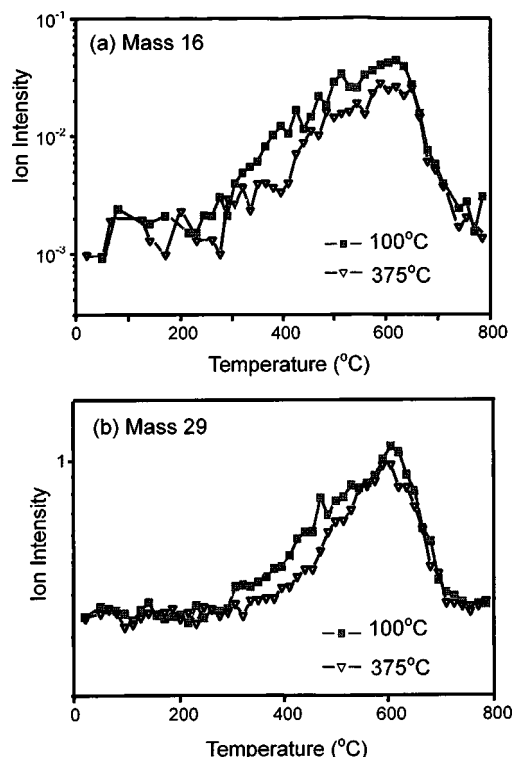 (a) Mass 16
Ion Intensity
10⁻¹
10⁻²
10⁻³
100°C
375°C
0 200 400 600 800
Temperature (°C)
(b) Mass 29
Ion Intensity
1
100°C
375°C
0 200 400 600 800
Temperature (°C)